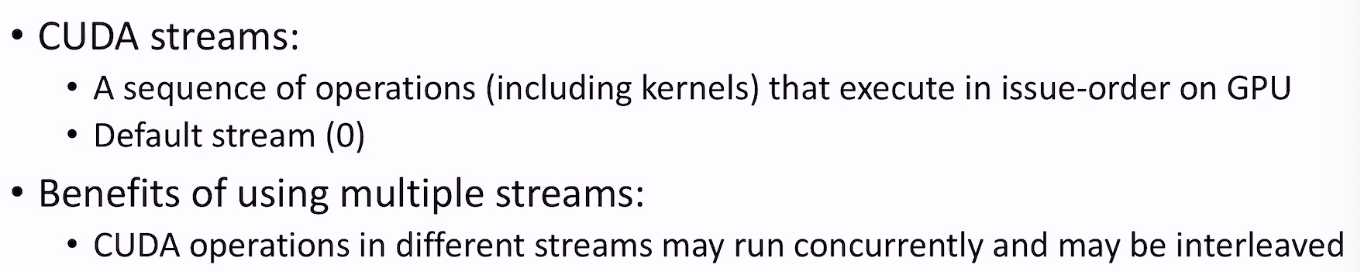 • CUDA streams:
• A sequence of operations (including kernels) that execute in issue-order on GPU
• Default stream (0)
• Benefits of using multiple streams:
• CUDA operations in different streams may run concurrently and may be interleaved